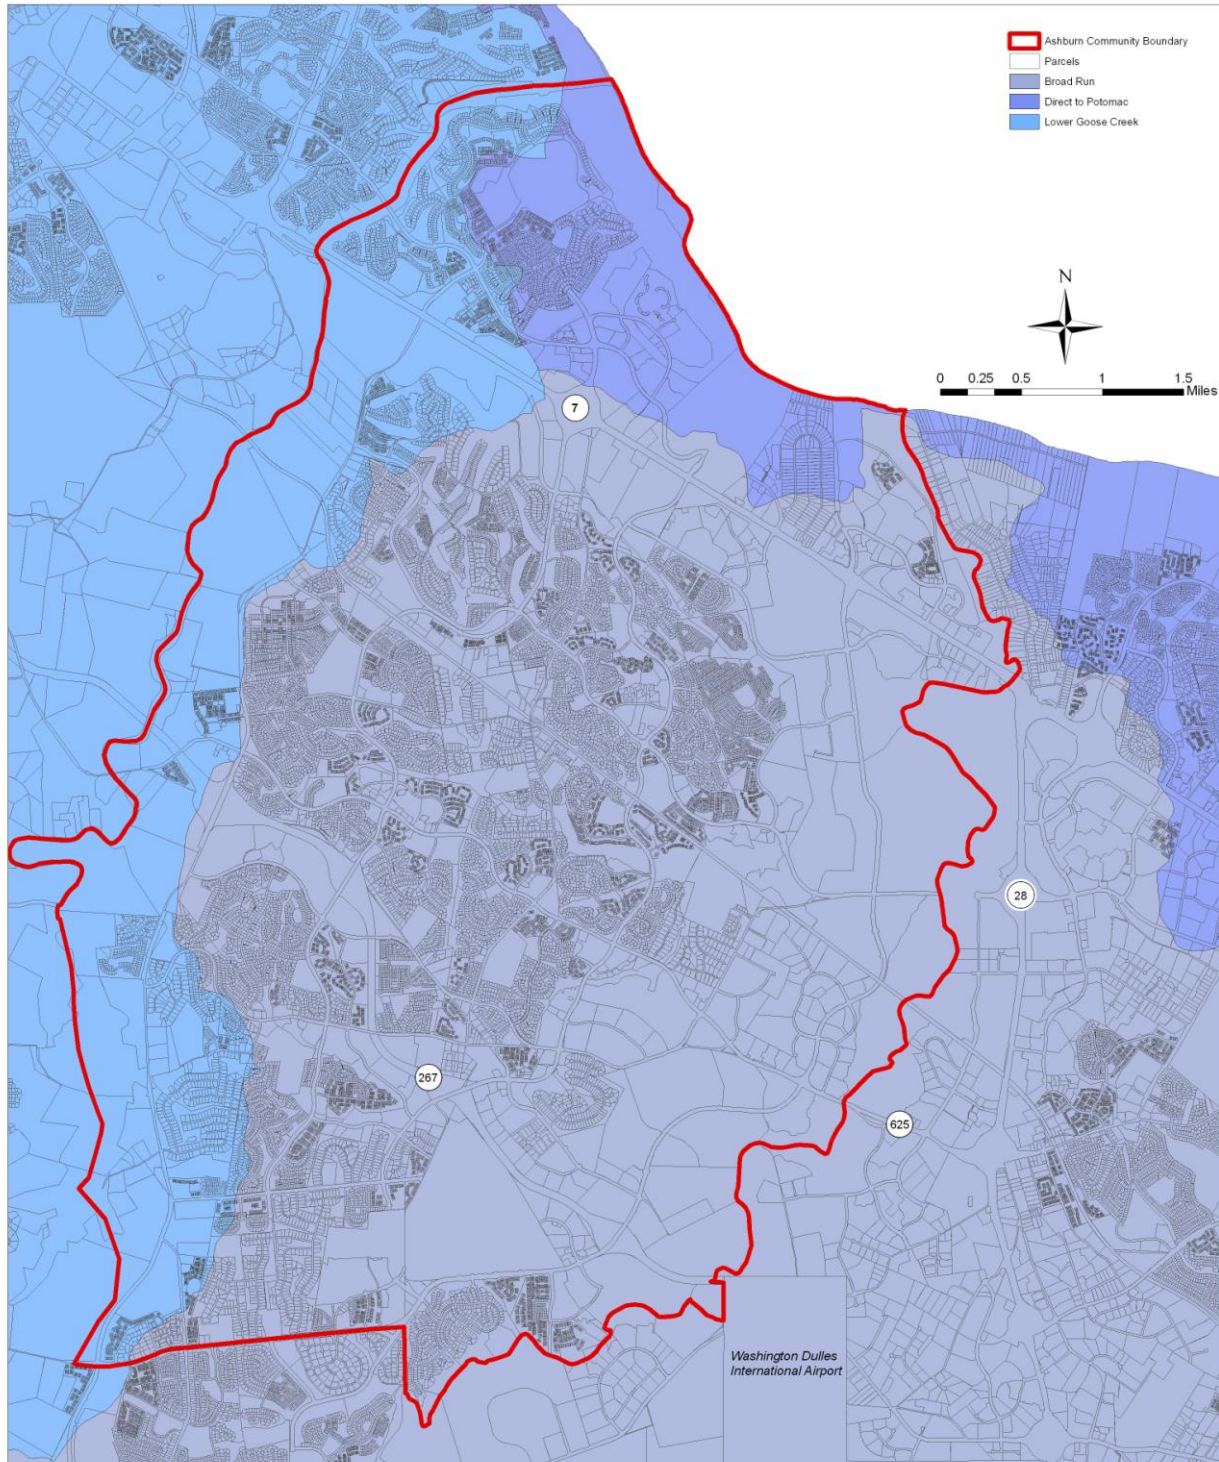 Ashburn Community Boundary
Parcels
Broad Run
Direct to Potomac
Lower Goose Creek
N
0 0.25 0.5 1 1.5
Miles
7
28
267
625
Washington Dulles
International Airport